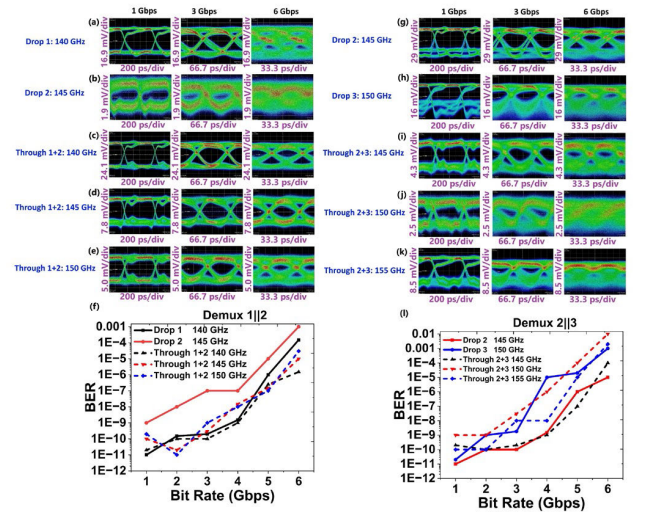 1 Gbps 3 Gbps 6 Gbps
(a)
Drop 1: 140 GHz
16.9 mV/div 16.9 mV/div 16.9 mV/div
200 ps/div 66.7 ps/div 33.3 ps/div
(b)
Drop 2: 145 GHz
1.9 mV/div 1.9 mV/div 1.9 mV/div
200 ps/div 66.7 ps/div 33.3 ps/div
(c)
Through 1+2: 140 GHz
24.1 mV/div 24.1 mV/div 24.1 mV/div
200 ps/div 66.7 ps/div 33.3 ps/div
(d)
Through 1+2: 145 GHz
7.8 mV/div 7.8 mV/div 7.8 mV/div
200 ps/div 66.7 ps/div 33.3 ps/div
(e)
Through 1+2: 150 GHz
5.0 mV/div 5.0 mV/div 5.0 mV/div
200 ps/div 66.7 ps/div 33.3 ps/div
(f)
Demux 1||2
0.001
1E-4
1E-5
1E-6
1E-7
1E-8
1E-9
1E-10
1E-11
1E-12
BER
Drop 1 140 GHz
Drop 2 145 GHz
Through 1+2 140 GHz
Through 1+2 145 GHz
Through 1+2 150 GHz
1 2 3 4 5 6
Bit Rate (Gbps)
1 Gbps 3 Gbps 6 Gbps
(g)
Drop 2: 145 GHz
29 mV/div 29 mV/div 29 mV/div
200 ps/div 66.7 ps/div 33.3 ps/div
(h)
Drop 3: 150 GHz
16 mV/div 16 mV/div 16 mV/div
200 ps/div 66.7 ps/div 33.3 ps/div
(i)
Through 2+3: 145 GHz
4.3 mV/div 4.3 mV/div 4.3 mV/div
200 ps/div 66.7 ps/div 33.3 ps/div
(j)
Through 2+3: 150 GHz
2.5 mV/div 2.5 mV/div 2.5 mV/div
200 ps/div 66.7 ps/div 33.3 ps/div
(k)
Through 2+3: 155 GHz
8.5 mV/div 8.5 mV/div 8.5 mV/div
200 ps/div 66.7 ps/div 33.3 ps/div
(l)
Demux 2||3
0.01
0.001
1E-4
1E-5
1E-6
1E-7
1E-8
1E-9
1E-10
1E-11
1E-12
BER
Drop 2 145 GHz
Drop 3 150 GHz
Through 2+3 145 GHz
Through 2+3 150 GHz
Through 2+3 155 GHz
1 2 3 4 5 6
Bit Rate (Gbps)